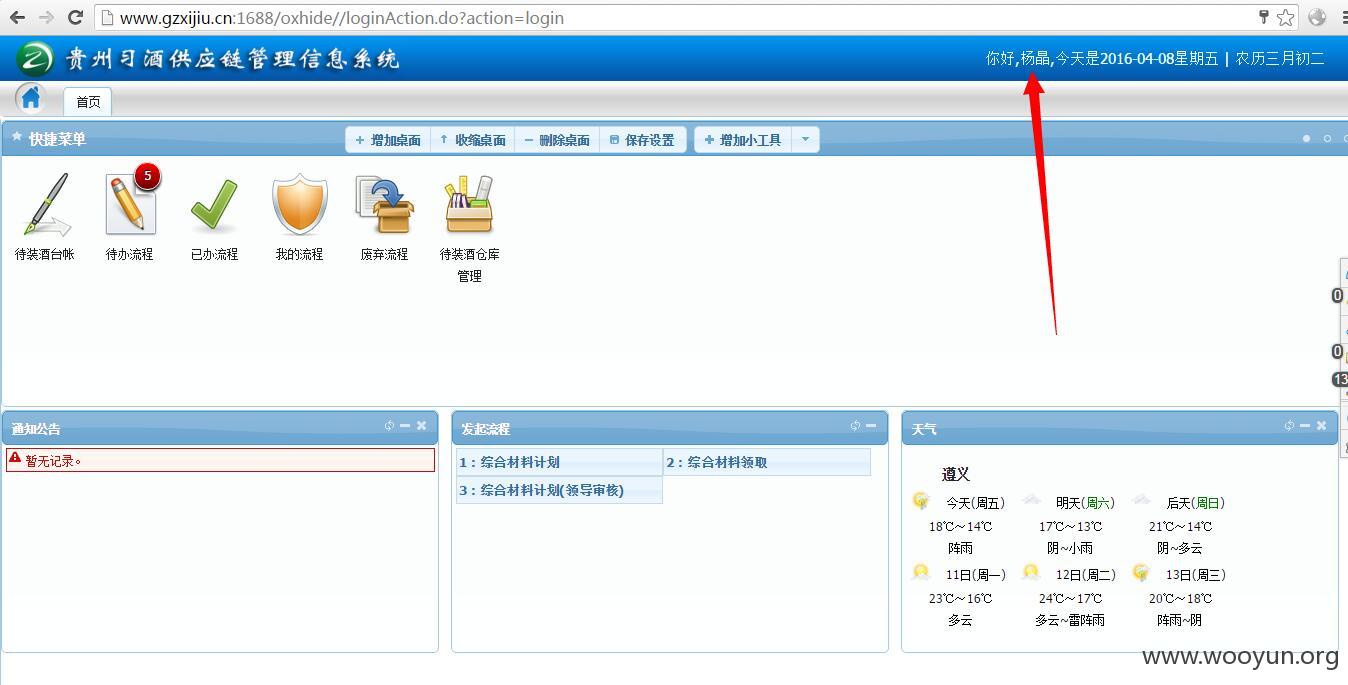 www.gzxijiu.cn:1688/oxhide//loginAction.do?action=login
贵州习酒供应链管理信息系统
你好,杨晶,今天是2016-04-08星期五 | 农历三月初二
首页
快捷菜单
增加桌面 收缩桌面 删除桌面 保存设置 增加小工具
5
待装酒台帐 待办流程 已办流程 我的流程 废弃流程 待装酒仓库
管理
0
0
13
通知公告
暂无记录。
发起流程
1：综合材料计划 2：综合材料领取
3：综合材料计划(领导审核)
天气
遵义
今天(周五) 明天(周六) 后天(周日)
18℃～14℃ 17℃～13℃ 21℃～14℃
阵雨 阴~小雨 阴~多云
11日(周一) 12日(周二) 13日(周三)
23℃～16℃ 24℃～17℃ 20℃～18℃
多云 多云~雷阵雨 阵雨~阴
www.wooyun.org